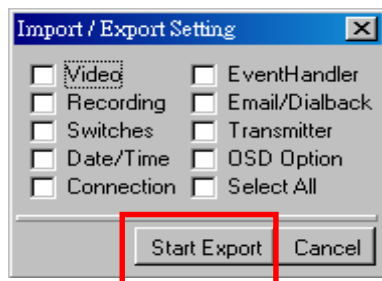 Import / Export Setting
Video EventHandler
Recording Email/Dialback
Switches Transmitter
Date/Time OSD Option
Connection Select All
Start Export Cancel